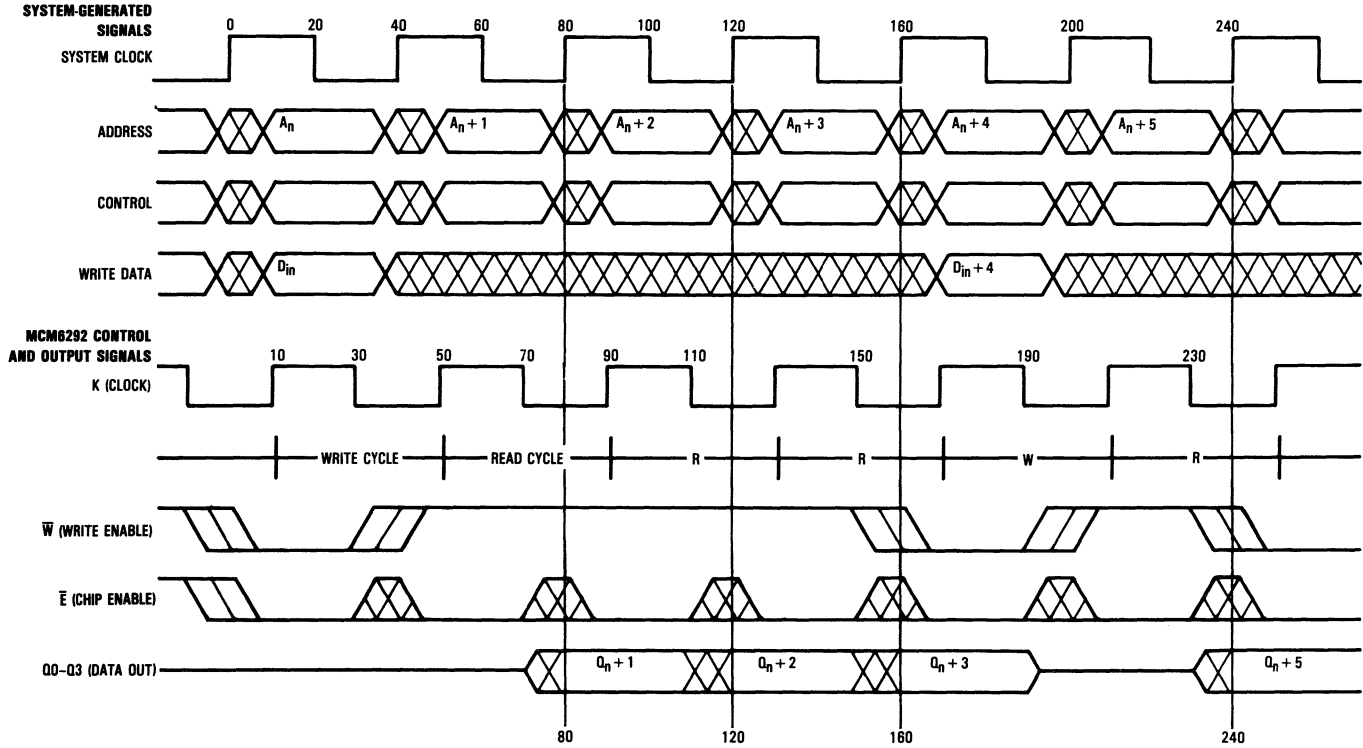 SYSTEM-GENERATED
SIGNALS
0 20 40 60 80 100 120 160 200 240
SYSTEM CLOCK
ADDRESS
An An + 1 An + 2 An + 3 An + 4 An + 5
CONTROL
WRITE DATA
Din Din + 4
MCM6292 CONTROL
AND OUTPUT SIGNALS
10 30 50 70 90 110 150 190 230
K (CLOCK)
WRITE CYCLE READ CYCLE R R W R
W (WRITE ENABLE)
E (CHIP ENABLE)
Q0-Q3 (DATA OUT)
Qn + 1 Qn + 2 Qn + 3 Qn + 5
80 120 160 240